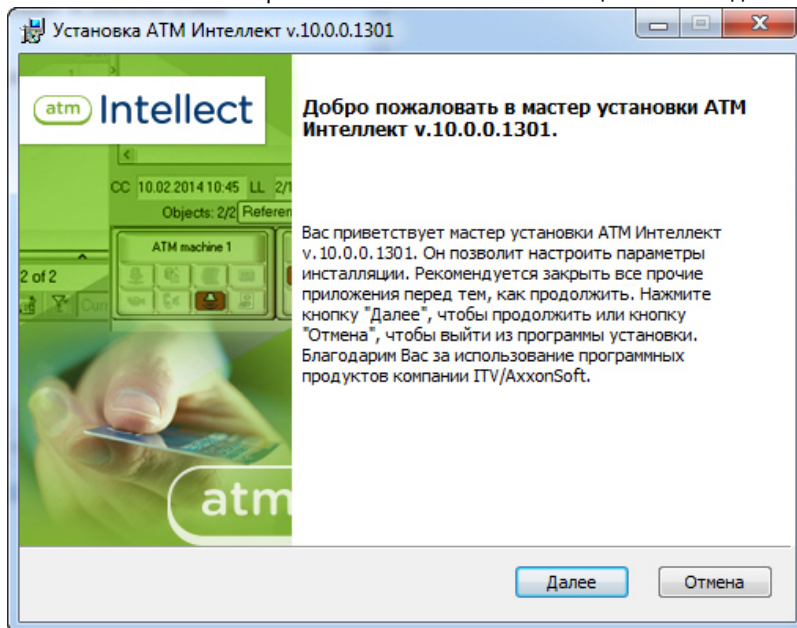 Установка АТМ Интеллект v.10.0.0.1301
atm Intellect
CC 10.02.2014 10:45 LL
Objects: 2/2
ATM machine 1
2 of 2
atm
Добро пожаловать в мастер установки АТМ
Интеллект v.10.0.0.1301.
Вас приветствует мастер установки АТМ Интеллект
v.10.0.0.1301. Он позволит настроить параметры
инсталляции. Рекомендуется закрыть все прочие
приложения перед тем, как продолжить. Нажмите
кнопку "Далее", чтобы продолжить или кнопку
"Отмена", чтобы выйти из программы установки.
Благодарим Вас за использование программных
продуктов компании ITV/AxxonSoft.
Далее
Отмена